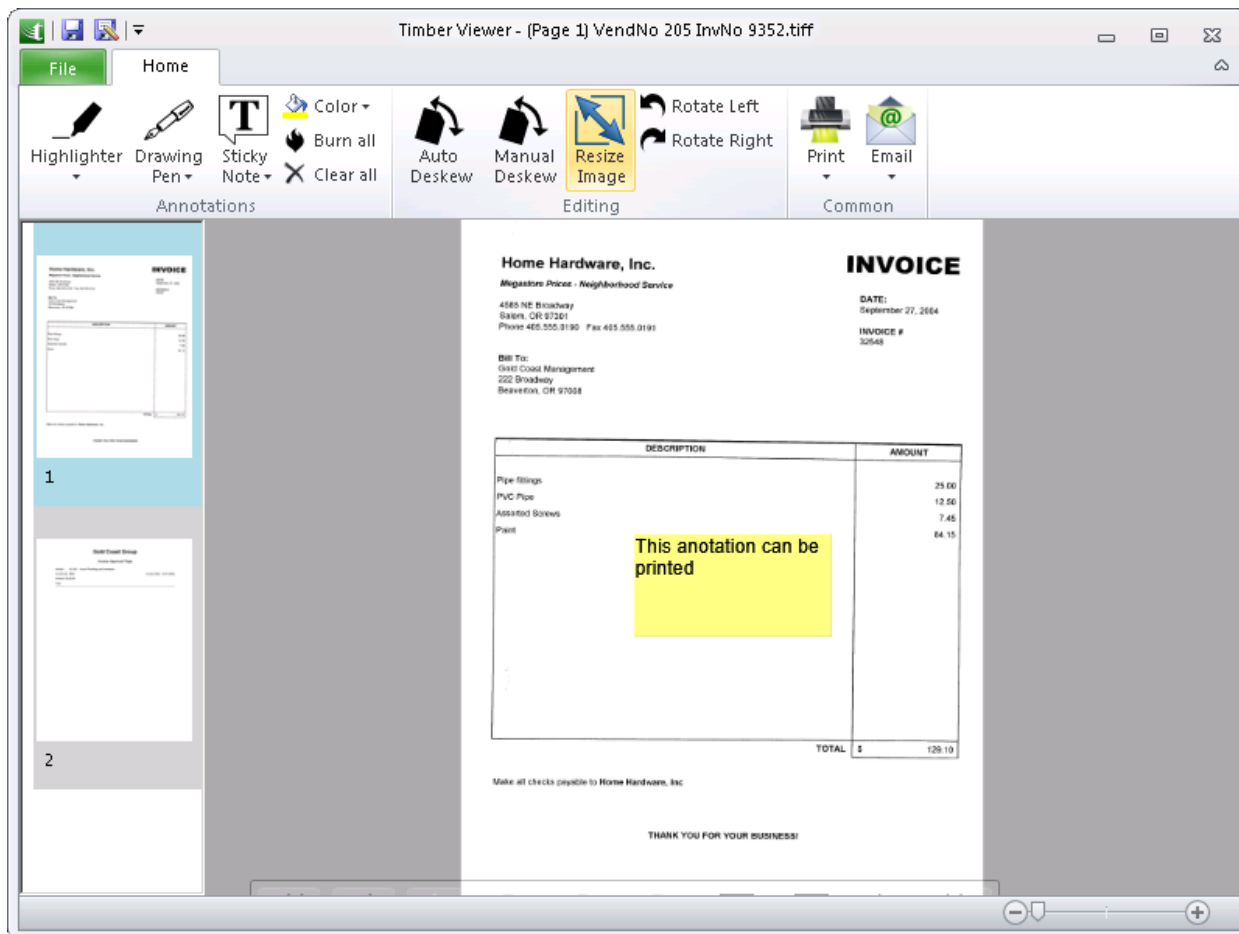 Timber Viewer - (Page 1) VendNo 205 InvNo 9352.tiff
File
Home
Highlighter
Drawing Pen
Sticky Note
Color
Burn all
Clear all
Annotations
Auto Deskew
Manual Deskew
Resize Image
Rotate Left
Rotate Right
Editing
Print
Email
Common
INVOICE
1
Gold Coast Group
2
Home Hardware, Inc.
INVOICE
Megastore Prices - Neighborhood Service
4585 NE Broadway
Salem, OR 97301
Phone 405.555.0190 Fax 405.555.0191
DATE:
September 27, 2004
INVOICE #
32548
Bill To:
Gold Coast Management
222 Broadway
Beaverton, OR 97008
DESCRIPTION
AMOUNT
Pipe fittings
25.00
PVC Pipe
12.50
Assorted Screws
7.45
Paint
84.15
This anotation can be
printed
TOTAL $ 129.10
Make all checks payable to Home Hardware, Inc
THANK YOU FOR YOUR BUSINESS!